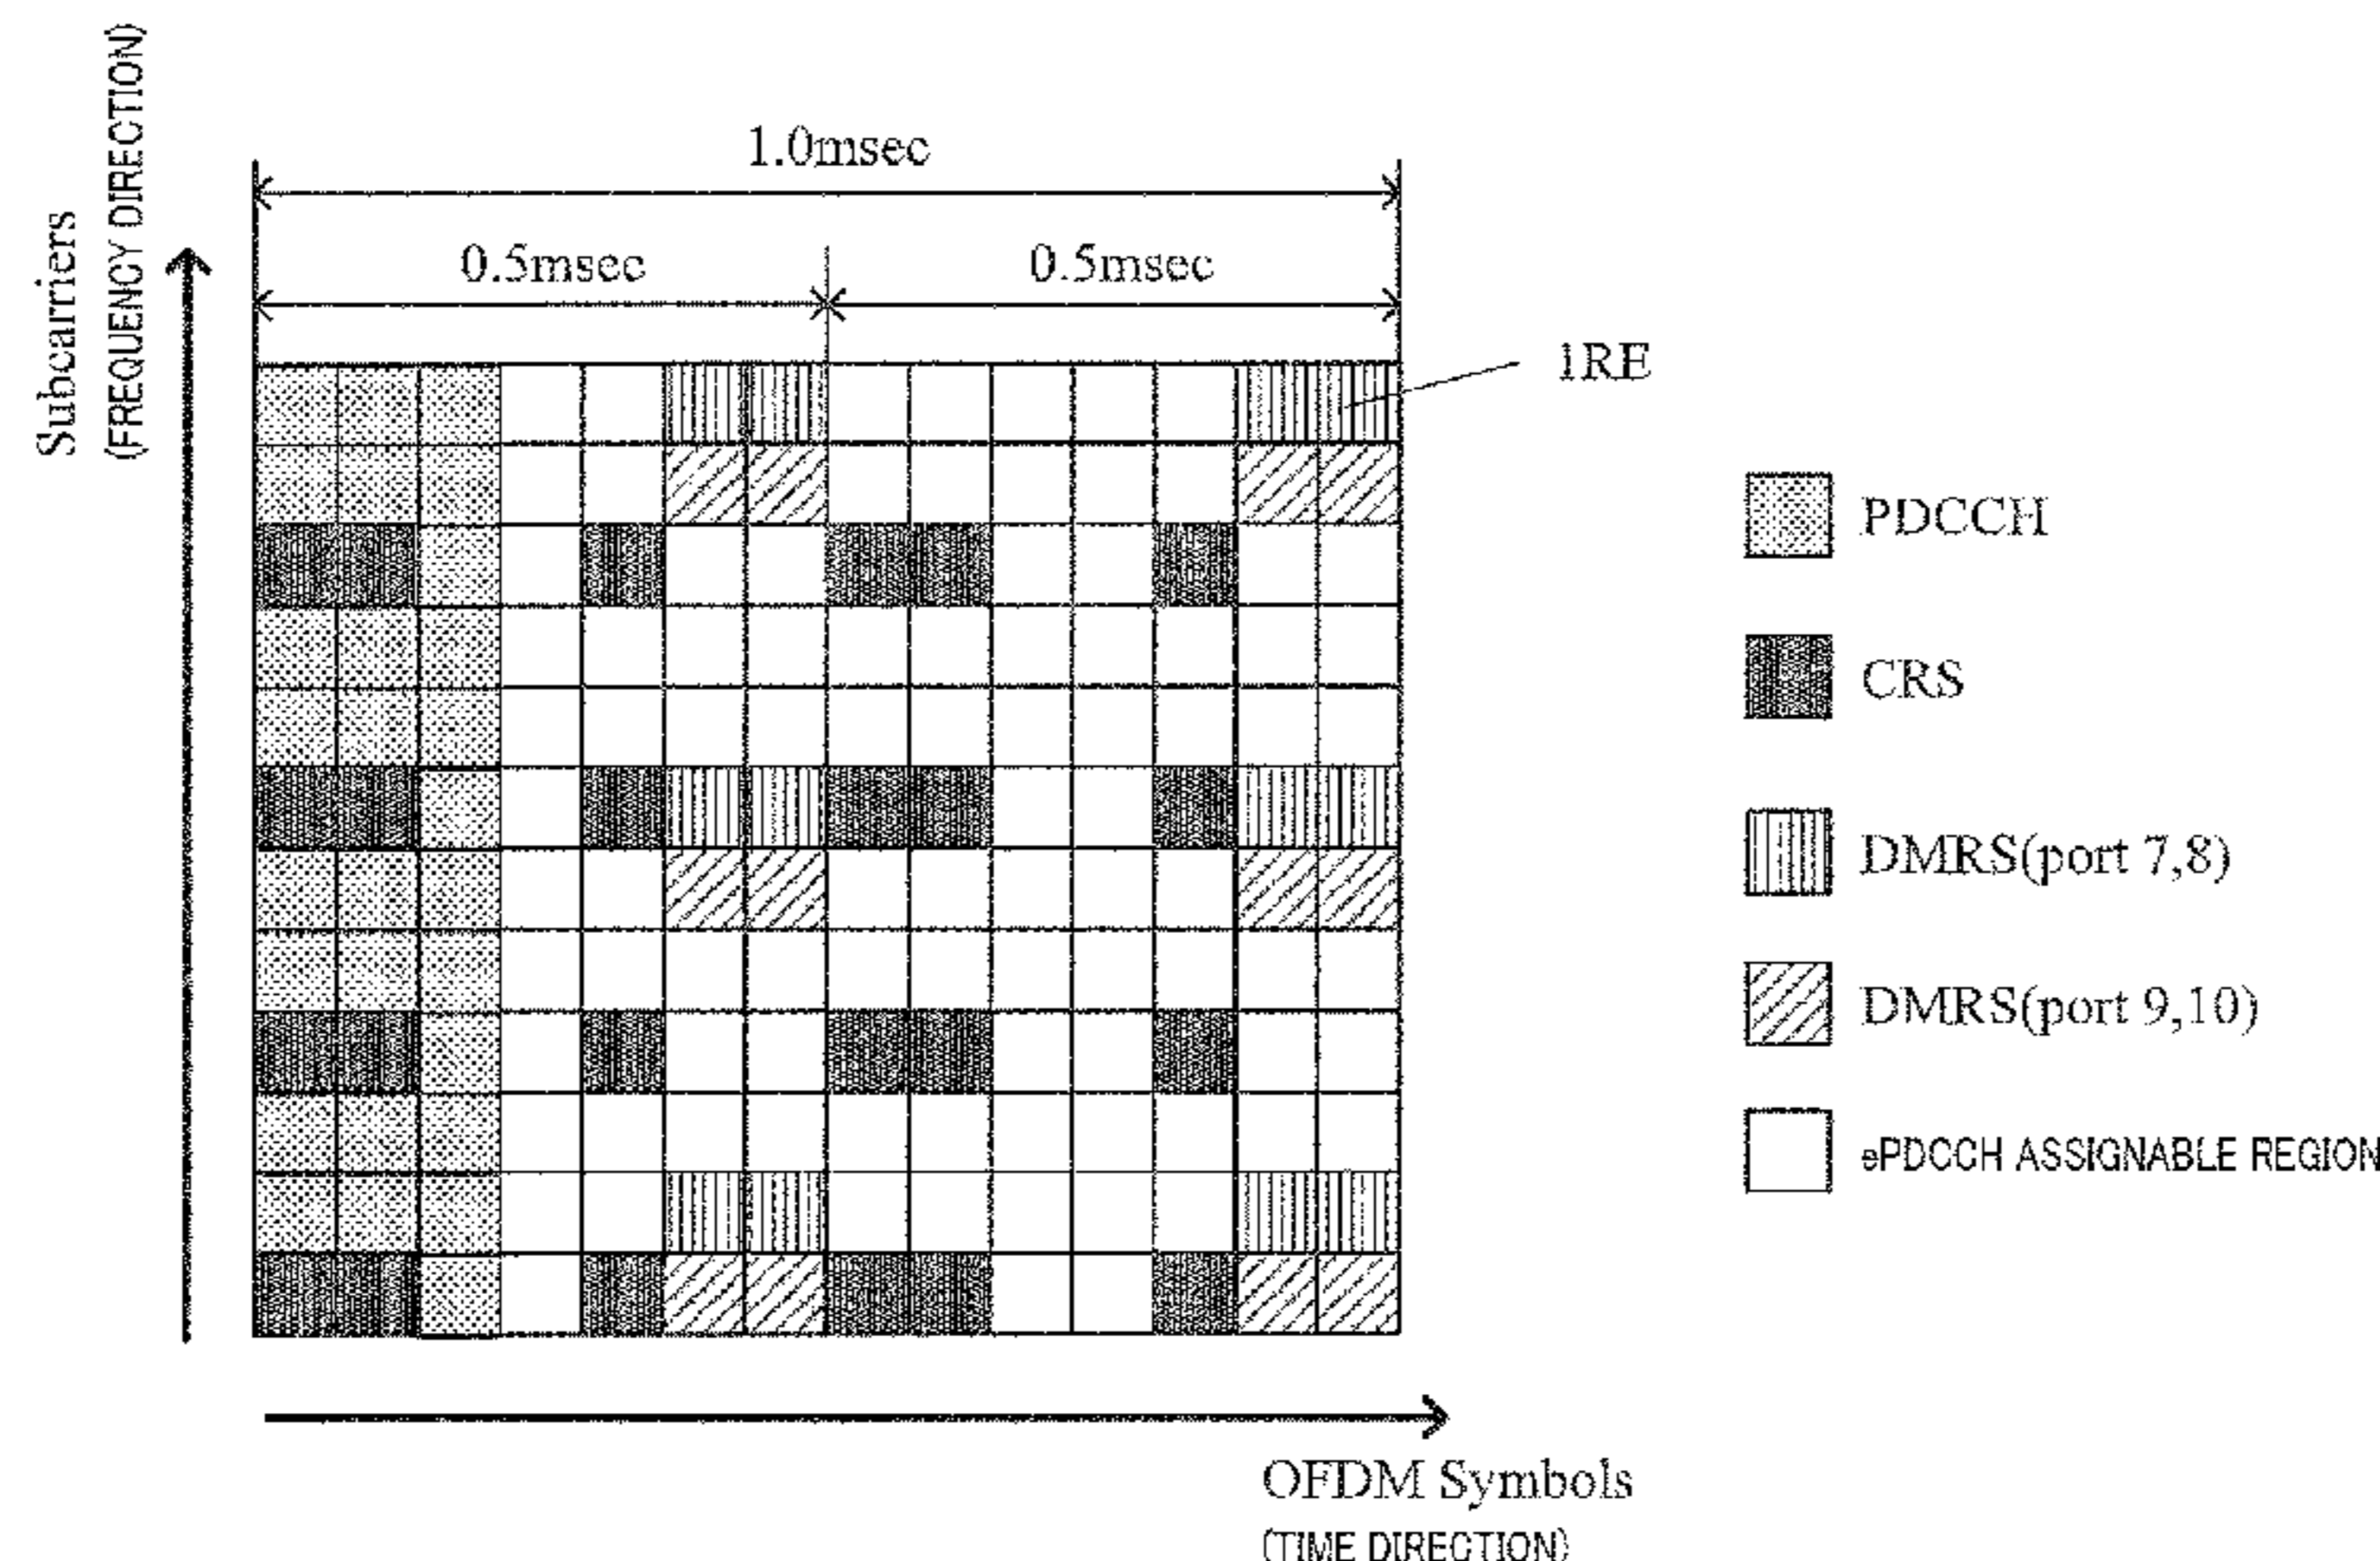 Subcarriers
(FREQUENCY DIRECTION)
1.0msec
0.5msec
0.5msec
1RE
PDCCH
CRS
DMRS(port 7,8)
DMRS(port 9,10)
ePDCCH ASSIGNABLE REGION
OFDM Symbols
(TIME DIRECTION)